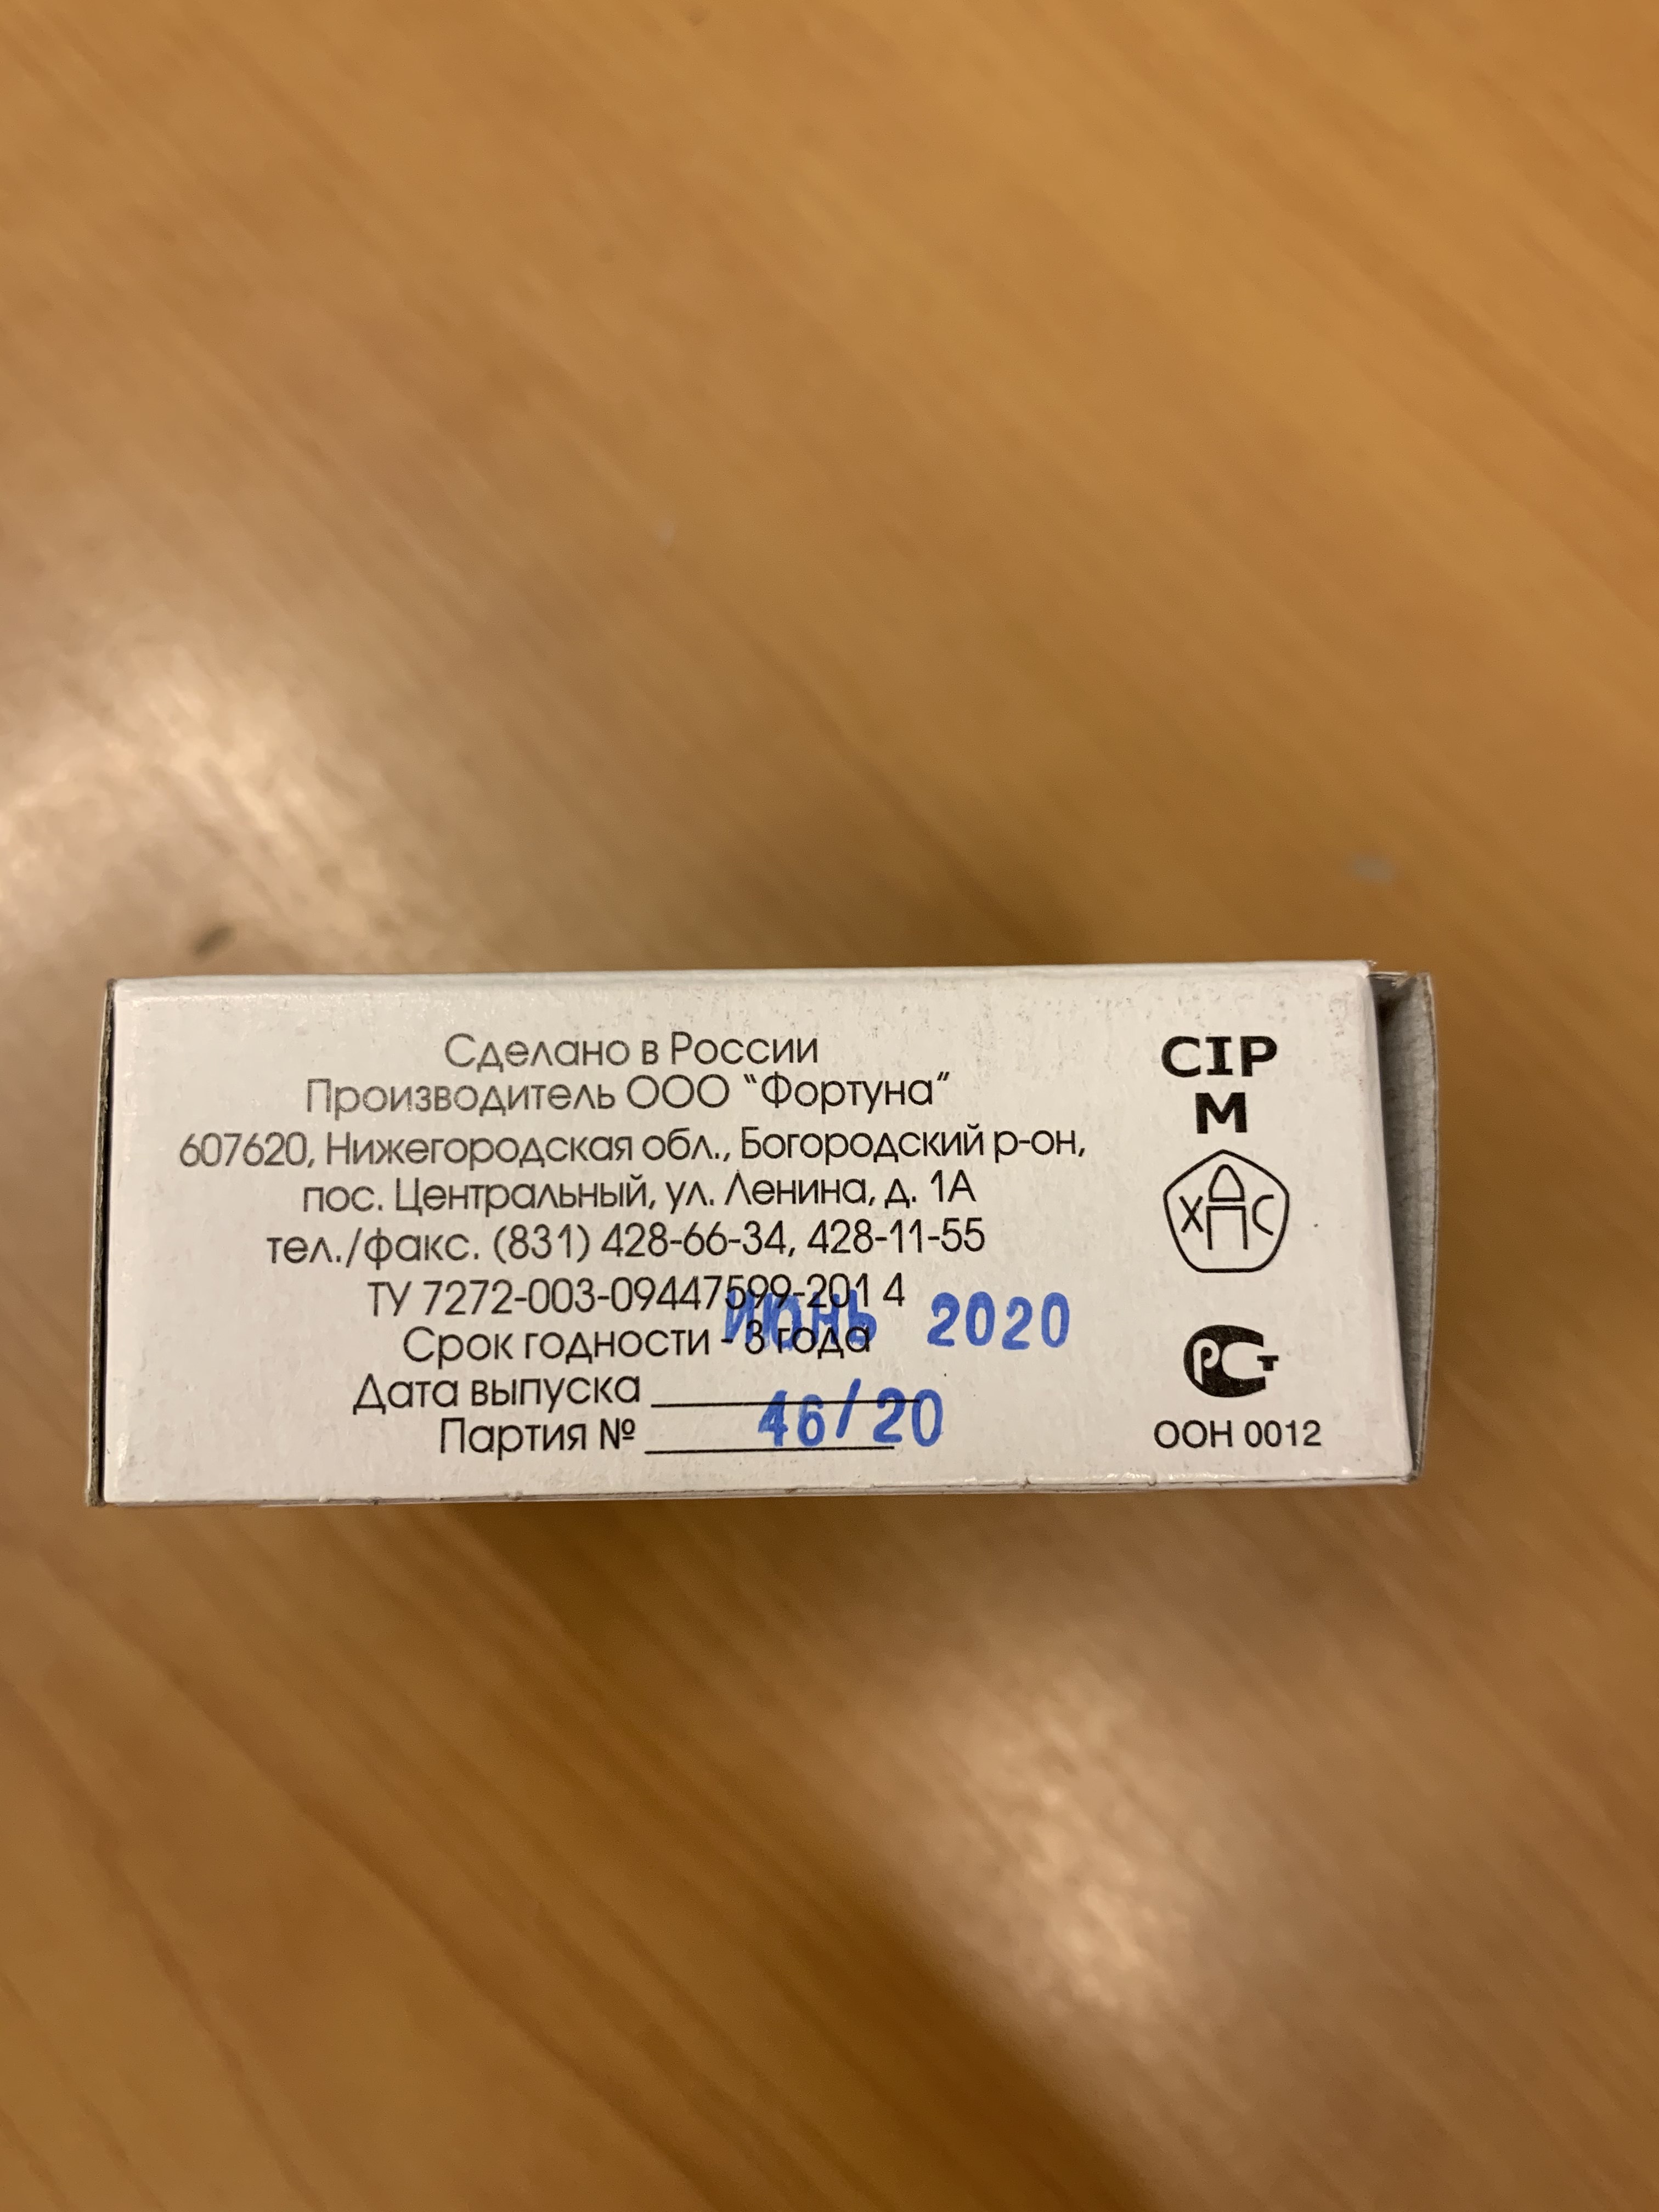 Сделано в России
Производитель ООО "Фортуна"
607620, Нижегородская обл., Богородский р-он,
пос. Центральный, ул. Ленина, д. 1А
тел./факс. (831) 428-66-34, 428-11-55
ТУ 7272-003-09447599-201 4
июнь 2020
Срок годности - 3 года
Дата выпуска
Партия № 46/20
CIP
M
ХПС
РСТ
ООН 0012